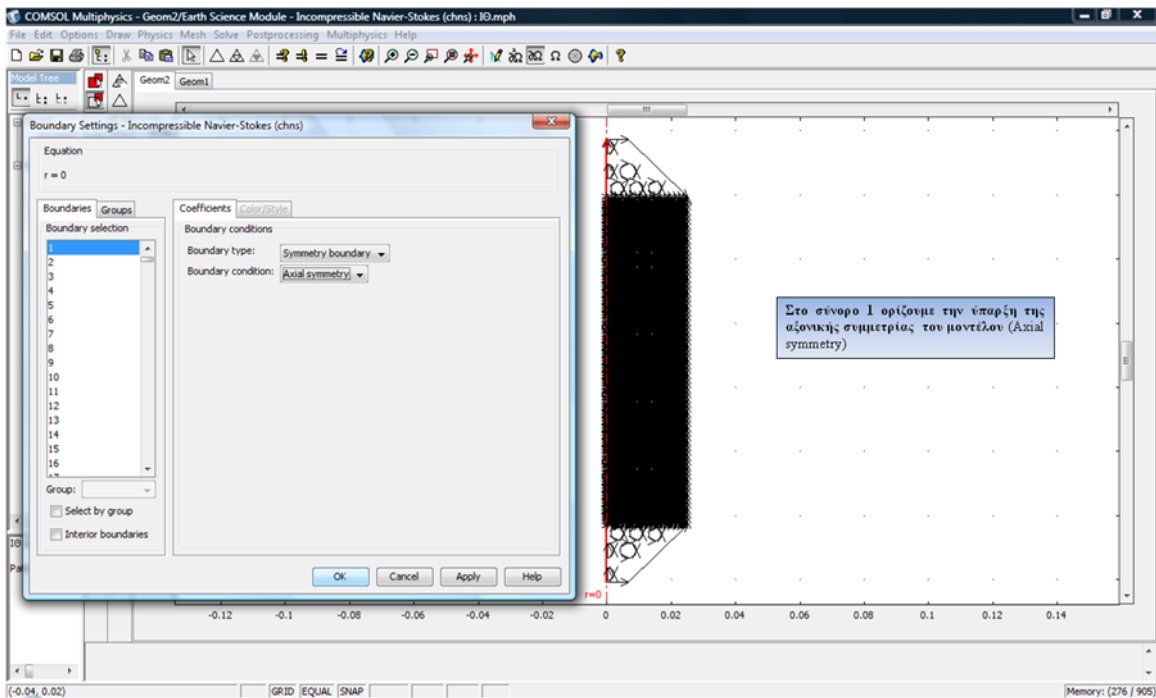 COMSOL Multiphysics - Geom2/Earth Science Module - Incompressible Navier-Stokes (chns) : IΘ.mph
File Edit Options Draw Physics Mesh Solve Postprocessing Multiphysics Help
Model Tree
Geom2 Geom1
Boundary Settings - Incompressible Navier-Stokes (chns)
Equation
r = 0
Boundaries Groups
Boundary selection
1
2
3
4
5
6
7
8
9
10
11
12
13
14
15
16
Group:
Select by group
Interior boundaries
Coefficients Color/Style
Boundary conditions
Boundary type: Symmetry boundary
Boundary condition: Axial symmetry
OK Cancel Apply Help
Στο σύνορο 1 ορίζουμε την ύπαρξη της
αξονικής συμμετρίας του μοντέλου (Axial
symmetry)
r=0
-0.12 -0.1 -0.08 -0.06 -0.04 -0.02 0 0.02 0.04 0.06 0.08 0.1 0.12 0.14
(-0.04, 0.02) GRID EQUAL SNAP Memory: (276 / 905)